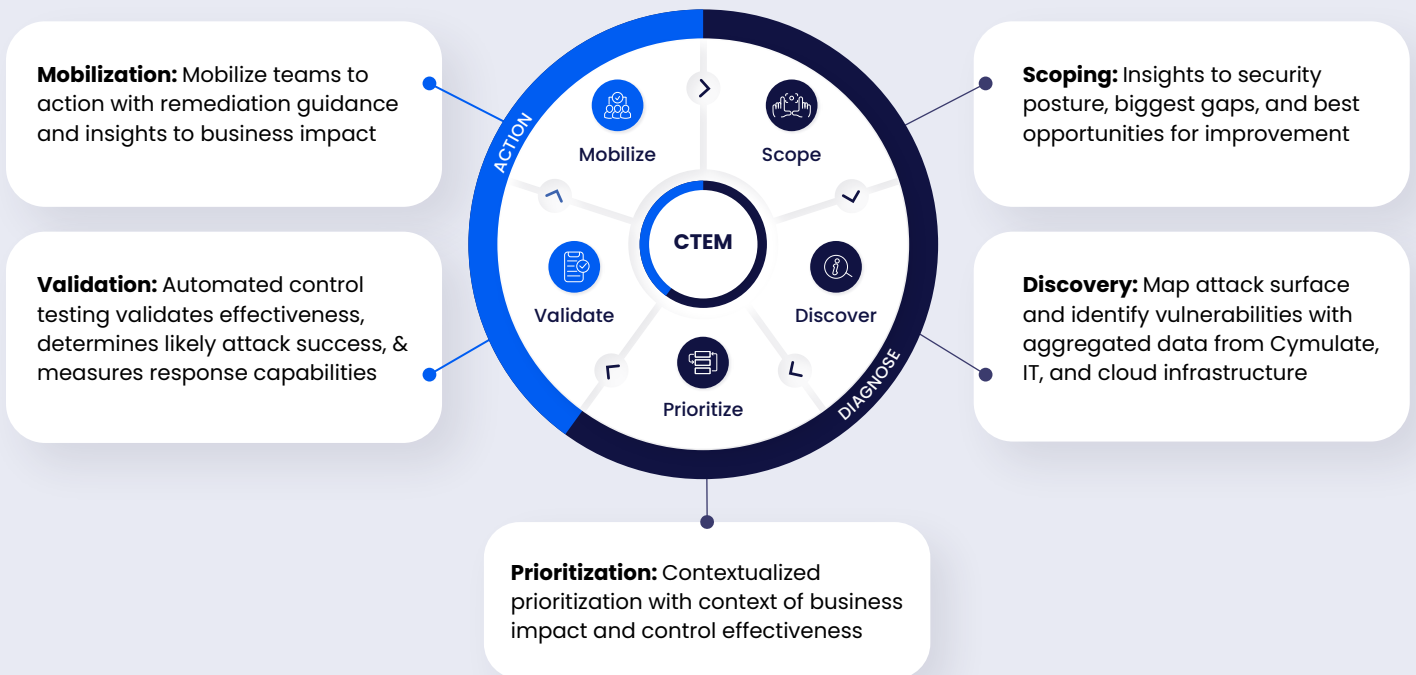 Mobilization: Mobilize teams to
action with remediation guidance
and insights to business impact
Validation: Automated control
testing validates effectiveness,
determines likely attack success, &
measures response capabilities
ACTION
Mobilize
Scope
CTEM
Validate
Discover
Prioritize
DIAGNOSE
Scoping: Insights to security
posture, biggest gaps, and best
opportunities for improvement
Discovery: Map attack surface
and identify vulnerabilities with
aggregated data from Cymulate,
IT, and cloud infrastructure
Prioritization: Contextualized
prioritization with context of business
impact and control effectiveness